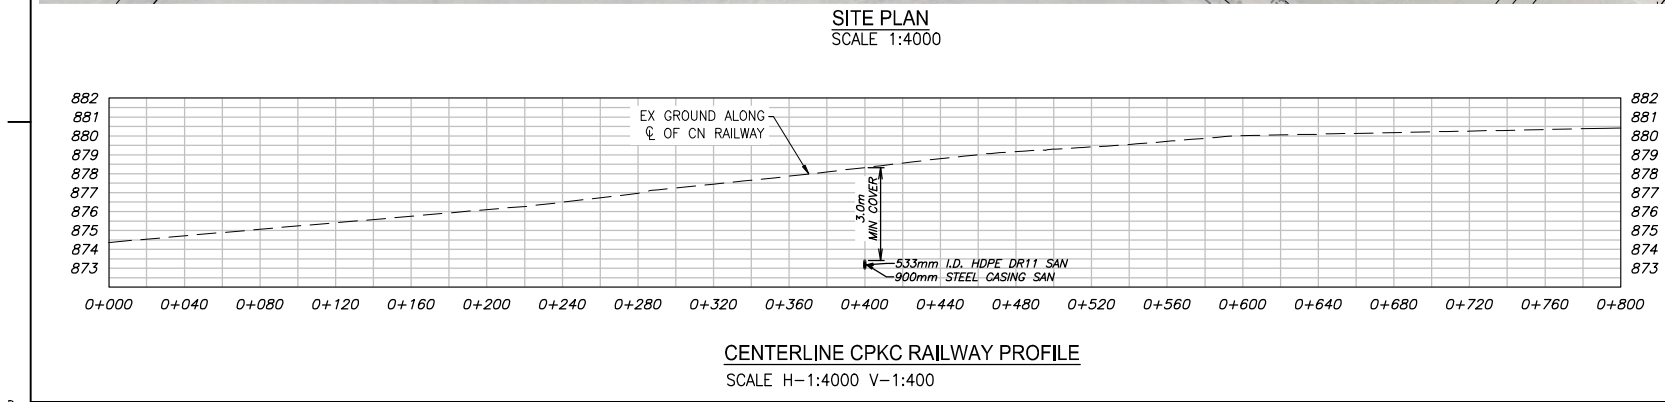 SITE PLAN
SCALE 1:4000
882
881
880
879
878
877
876
875
874
873
EX GROUND ALONG
℄ OF CN RAILWAY
3.0m
MIN COVER
533mm I.D. HDPE DR11 SAN
900mm STEEL CASING SAN
882
881
880
879
878
877
876
875
874
873
0+000 0+040 0+080 0+120 0+160 0+200 0+240 0+280 0+320 0+360 0+400 0+440 0+480 0+520 0+560 0+600 0+640 0+680 0+720 0+760 0+800
CENTERLINE CPKC RAILWAY PROFILE
SCALE H-1:4000 V-1:400